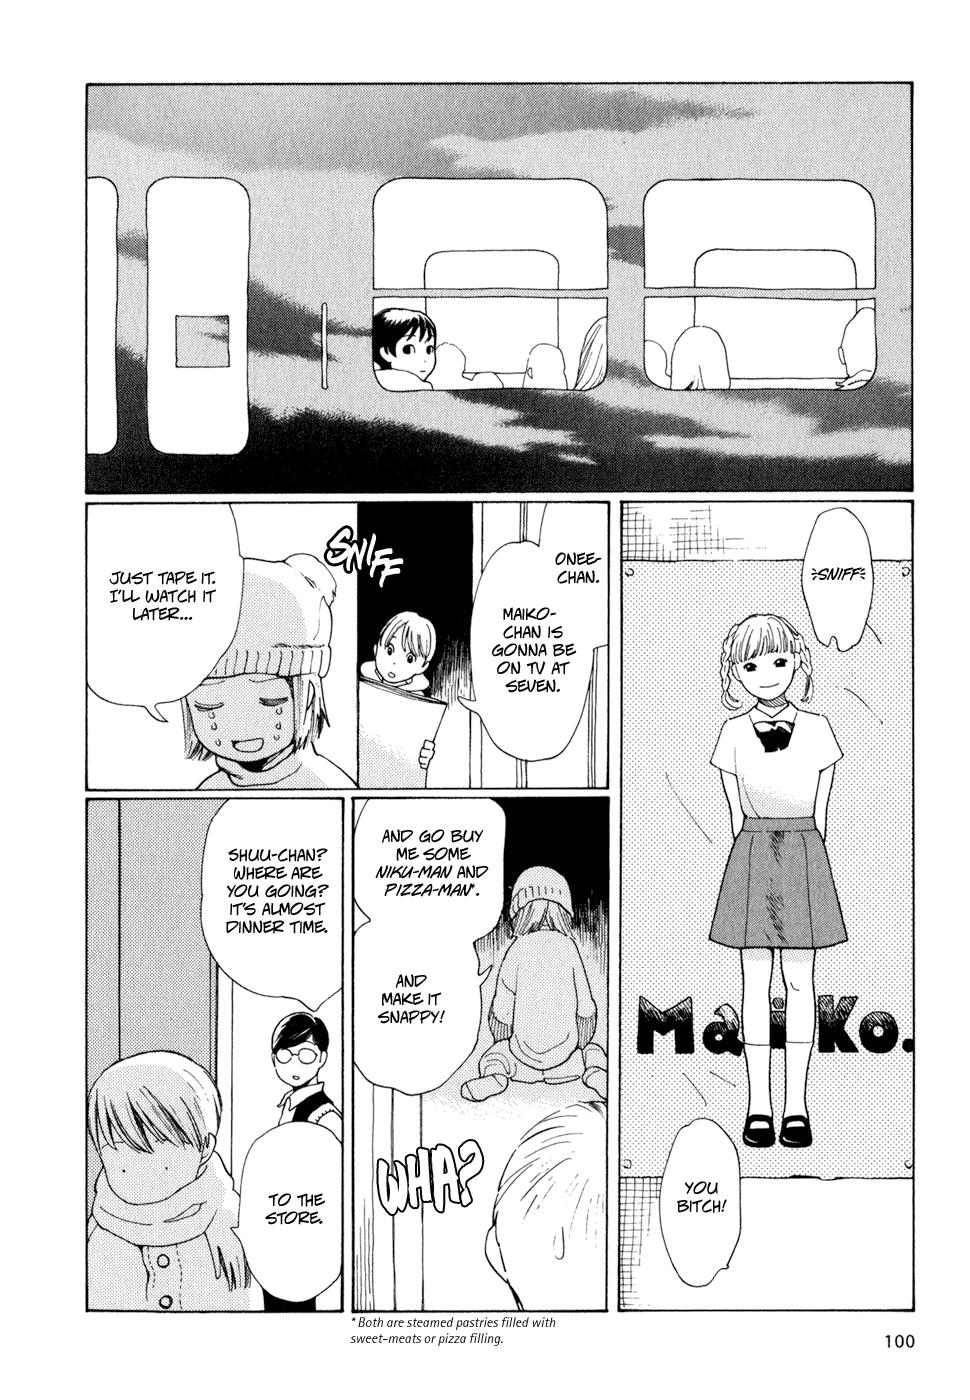 SNIFF
MaiKo.
YOU
BITCH!
ONEE-
CHAN.
MAIKO-
CHAN IS
GONNA BE
ON TV AT
SEVEN.
SNIFF
JUST TAPE IT.
I'LL WATCH IT
LATER...
AND GO BUY
ME SOME
NIKU-MAN AND
PIZZA-MAN*.
AND
MAKE IT
SNAPPY!
WHA?
SHUU-CHAN?
WHERE ARE
YOU GOING?
IT'S ALMOST
DINNER TIME.
TO THE
STORE.
* Both are steamed pastries filled with
sweet-meats or pizza filling.
100